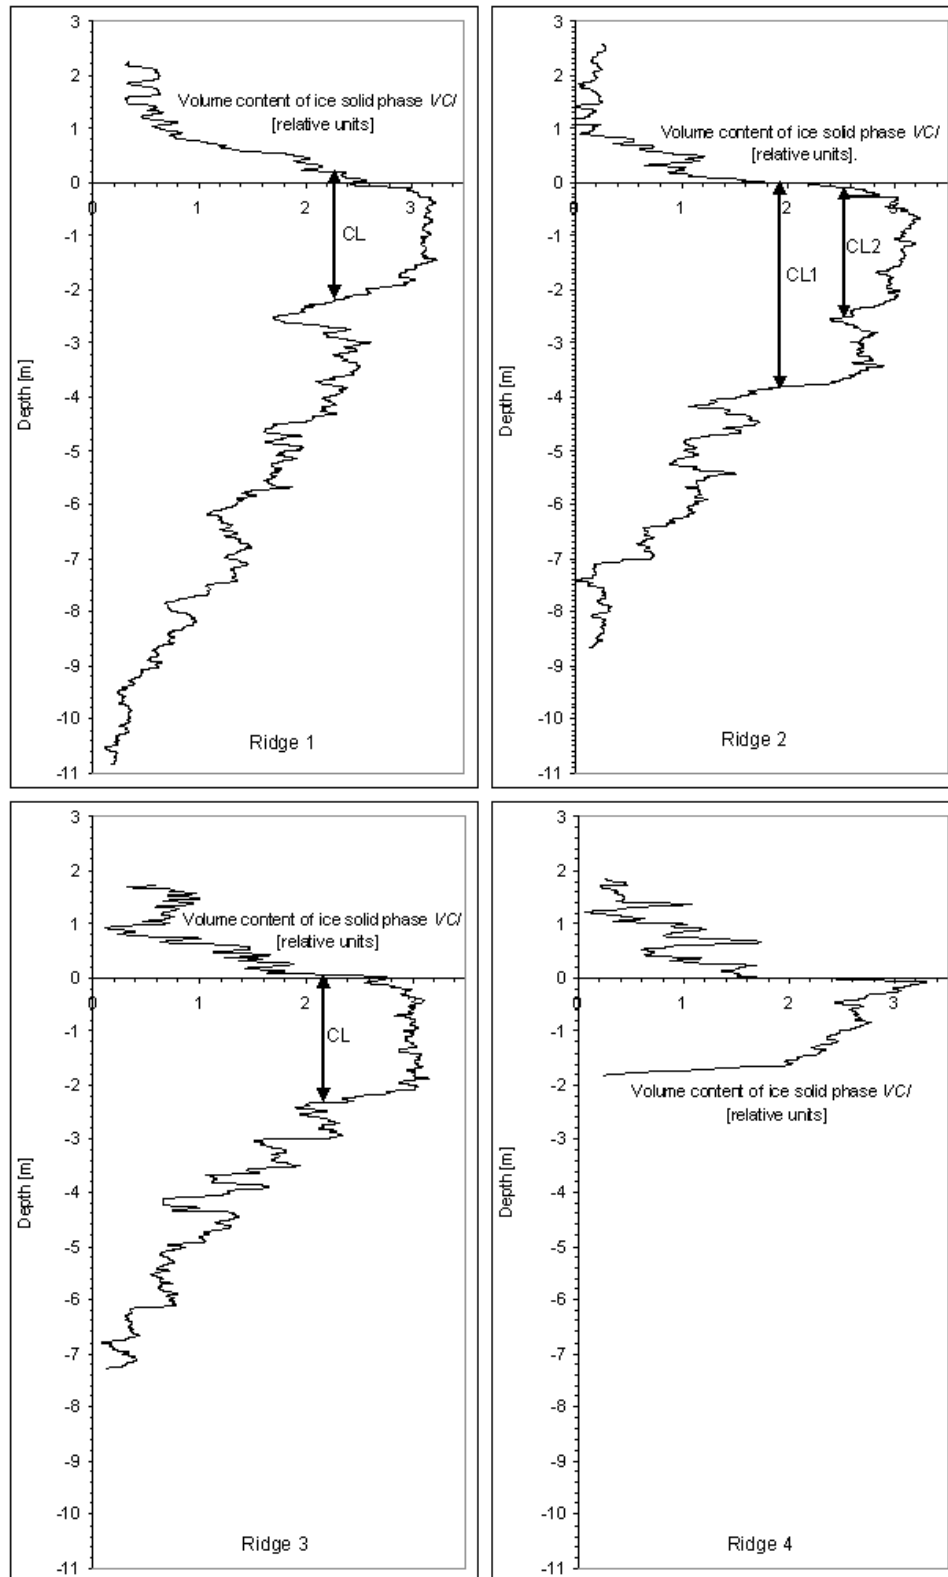 3
2
Volume content of ice solid phase VCI
[relative units]
1
0
0 1 2 3
-1
CL
-2
-3
Depth [m]
-4
-5
-6
-7
-8
-9
-10
Ridge 1
-11
3
2
1
Volume content of ice solid phase VCI
[relative units].
0
0 1 2 3
-1
CL2
CL1
-2
-3
Depth [m]
-4
-5
-6
-7
-8
-9
-10
Ridge 2
-11
3
2
Volume content of ice solid phase VCI
1
[relative units]
0
0 1 2 3
-1
CL
-2
-3
-4
Depth [m]
-5
-6
-7
-8
-9
-10
Ridge 3
-11
3
2
1
0
0 1 2 3
-1
-2
Volume content of ice solid phase VCI
[relative units]
-3
-4
Depth [m]
-5
-6
-7
-8
-9
-10
Ridge 4
-11